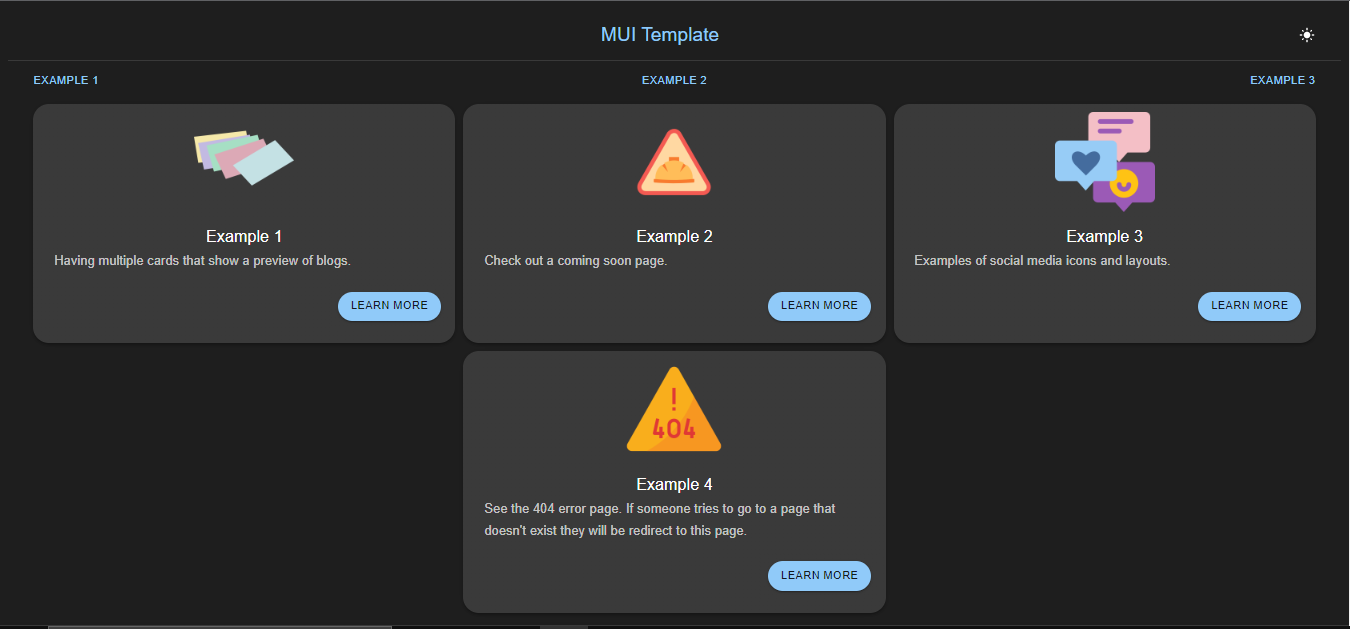 MUI Template
EXAMPLE 1
EXAMPLE 2
EXAMPLE 3
Example 1
Having multiple cards that show a preview of blogs.
LEARN MORE
Example 2
Check out a coming soon page.
LEARN MORE
Example 3
Examples of social media icons and layouts.
LEARN MORE
!
404
Example 4
See the 404 error page. If someone tries to go to a page that
doesn't exist they will be redirect to this page.
LEARN MORE